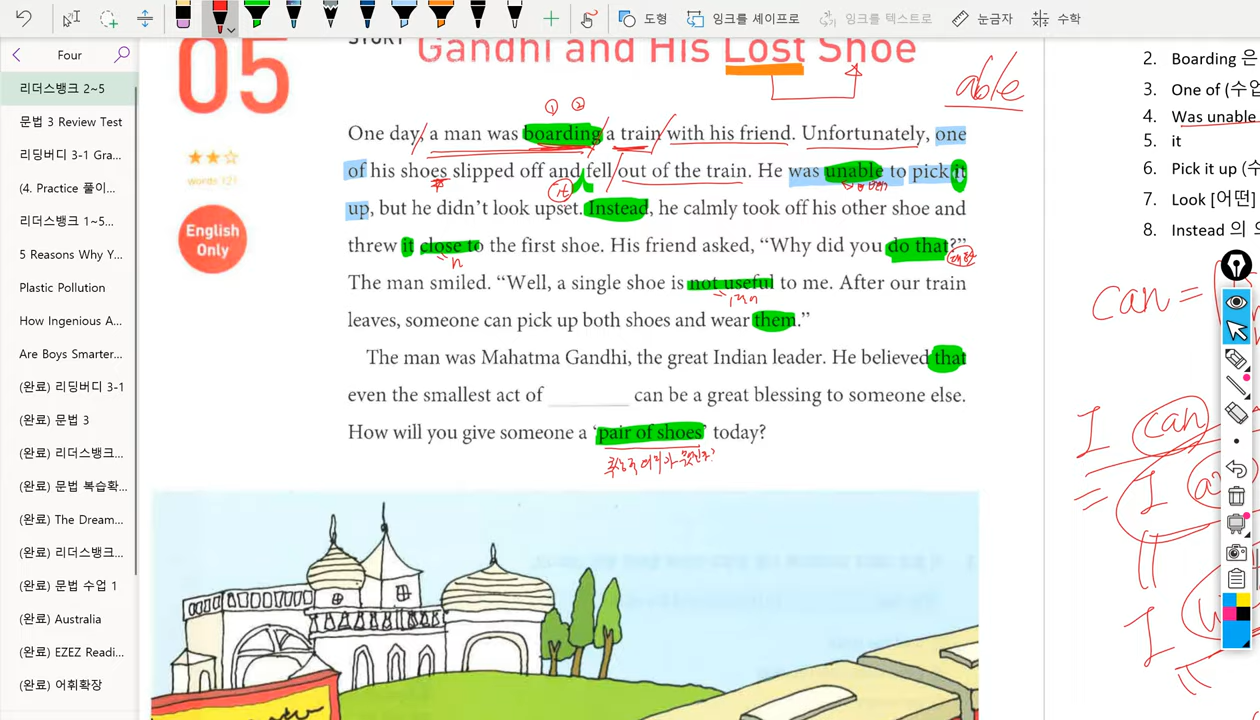 도형
잉크를 셰이프로
잉크를 텍스트로
눈금자
수학
Four
리더스뱅크 2~5
문법 3 Review Test
리딩버디 3-1 Gra...
(4. Practice 풀이...
리더스뱅크 1~5...
5 Reasons Why Y...
Plastic Pollution
How Ingenious A...
Are Boys Smarter...
(완료) 리딩버디 3-1
(완료) 문법 3
(완료) 리더스뱅크...
(완료) 문법 복습확...
(완료) The Dream...
(완료) 리더스뱅크...
(완료) 문법 수업 1
(완료) Australia
(완료) EZEZ Readi...
(완료) 어휘확장
05
STORY
Gandhi and His Lost Shoe
able
words 121
English
Only
① ②
One day, a man was boarding a train with his friend. Unfortunately, one
of his shoes slipped off and fell out of the train. He was unable to pick it
it
up, but he didn't look upset. Instead, he calmly took off his other shoe and
threw it close to the first shoe. His friend asked, “Why did you do that?”
The man smiled. “Well, a single shoe is not useful to me. After our train
leaves, someone can pick up both shoes and wear them.”
The man was Mahatma Gandhi, the great Indian leader. He believed that
even the smallest act of ________ can be a great blessing to someone else.
How will you give someone a ‘pair of shoes’ today?
2. Boarding 은
3. One of (수업
4. Was unable
5. it
6. Pick it up (수
7. Look [어떤]
8. Instead 의 의
can =
I can
= I
I